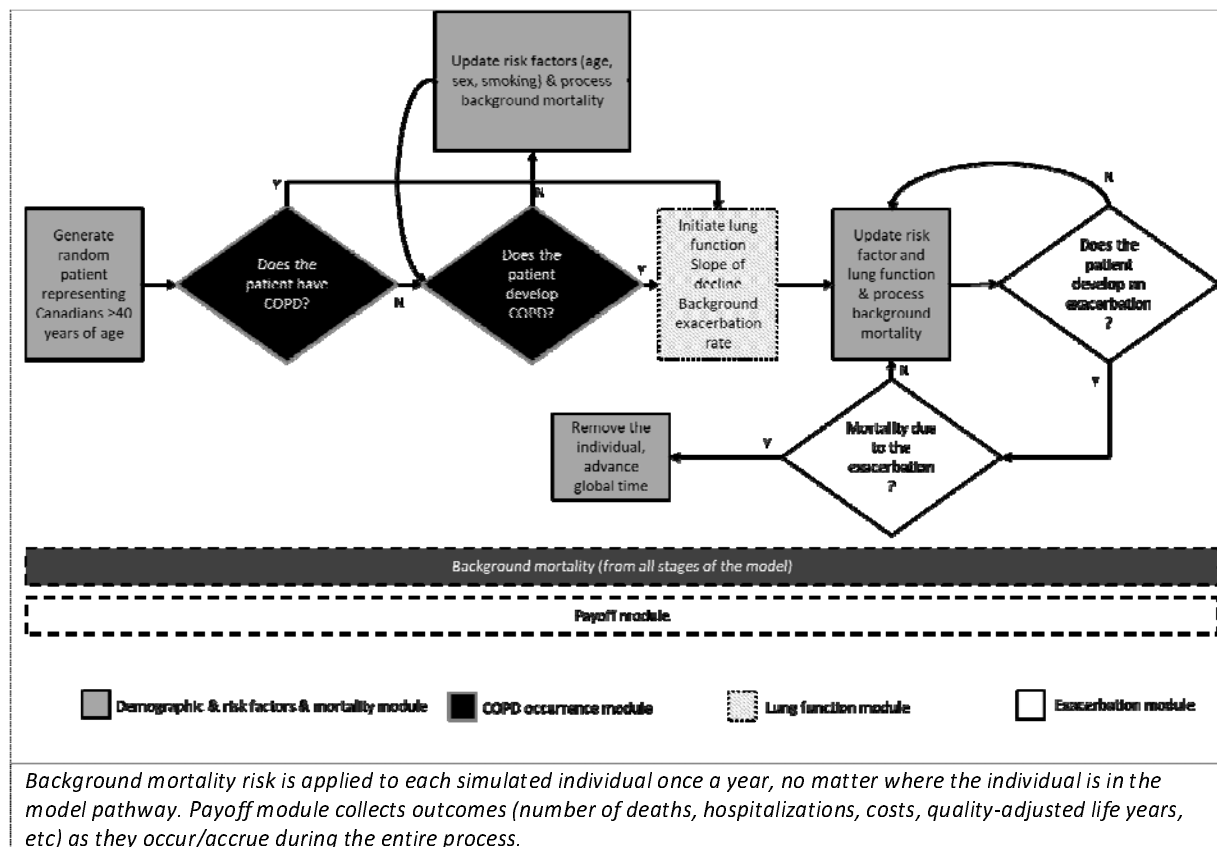 Update risk factors (age,
sex, smoking) & process
background mortality
Y
N
Generate
random
patient
representing
Canadians >40
years of age
Does the
patient have
COPD?
N
Does the
patient
develop
COPD?
Y
Initiate lung
function
Slope of
decline
Background
exacerbation
rate
Update risk
factor and
lung function
& process
background
mortality
N
Does the
patient
develop an
exacerbation
?
Y
N
Mortality due
to the
exacerbation
?
Y
Remove the
individual,
advance
global time
Background mortality (from all stages of the model)
Payoff module
Demographic & risk factors & mortality module
COPD occurrence module
Lung function module
Exacerbation module
Background mortality risk is applied to each simulated individual once a year, no matter where the individual is in the
model pathway. Payoff module collects outcomes (number of deaths, hospitalizations, costs, quality-adjusted life years,
etc) as they occur/accrue during the entire process.